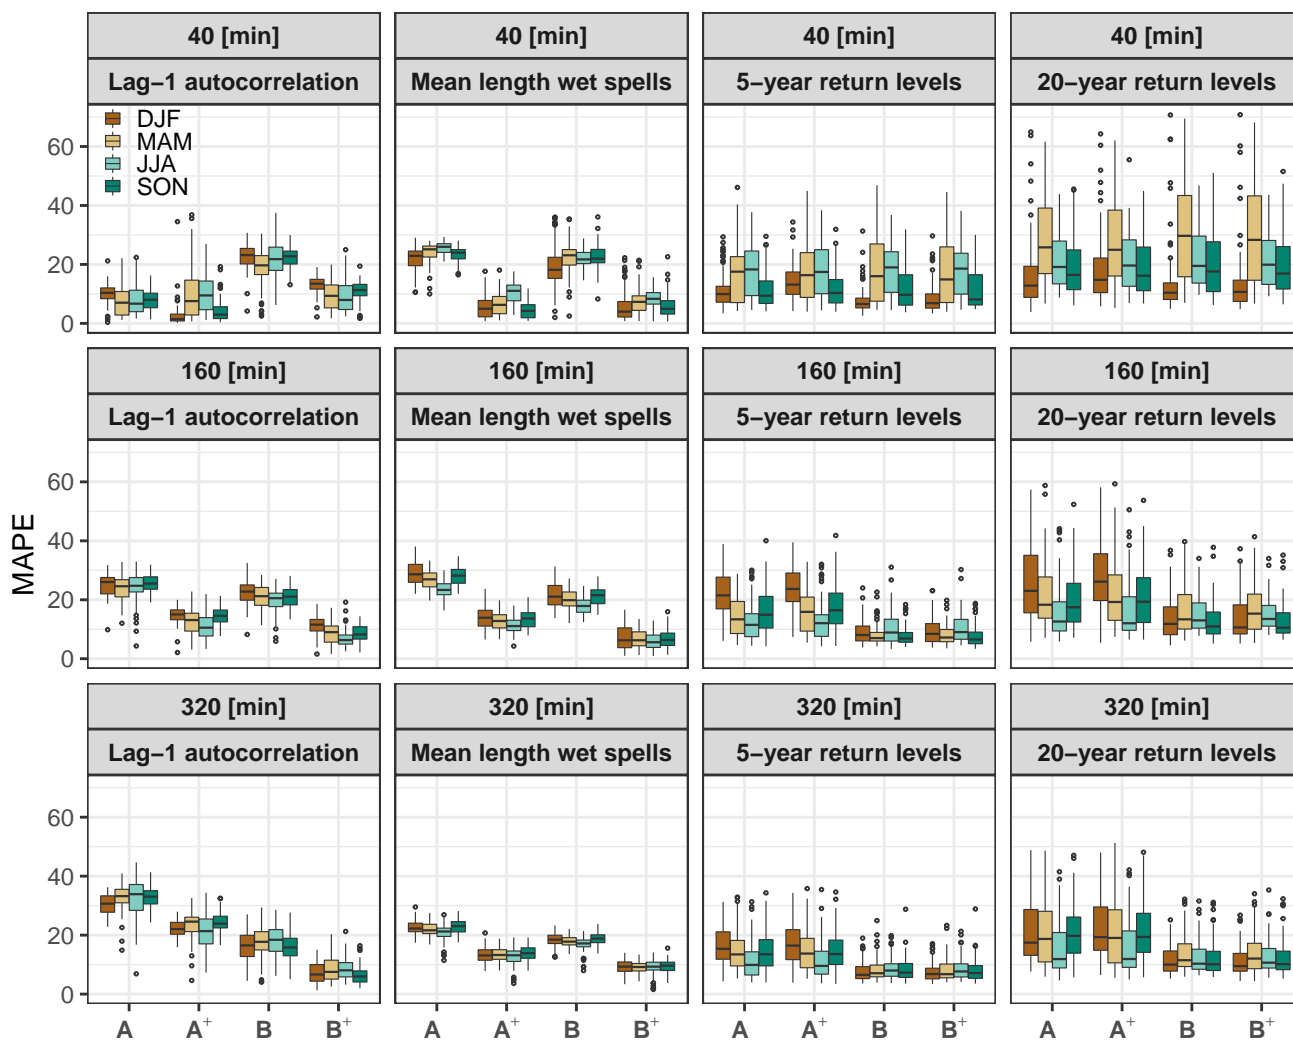 40 [min] 40 [min] 40 [min] 40 [min]
Lag−1 autocorrelation Mean length wet spells 5−year return levels 20−year return levels
DJF
MAM
JJA
SON
60
40
20
0
160 [min] 160 [min] 160 [min] 160 [min]
Lag−1 autocorrelation Mean length wet spells 5−year return levels 20−year return levels
60
40
20
0
MAPE
320 [min] 320 [min] 320 [min] 320 [min]
Lag−1 autocorrelation Mean length wet spells 5−year return levels 20−year return levels
60
40
20
0
A A⁺ B B⁺ A A⁺ B B⁺ A A⁺ B B⁺ A A⁺ B B⁺